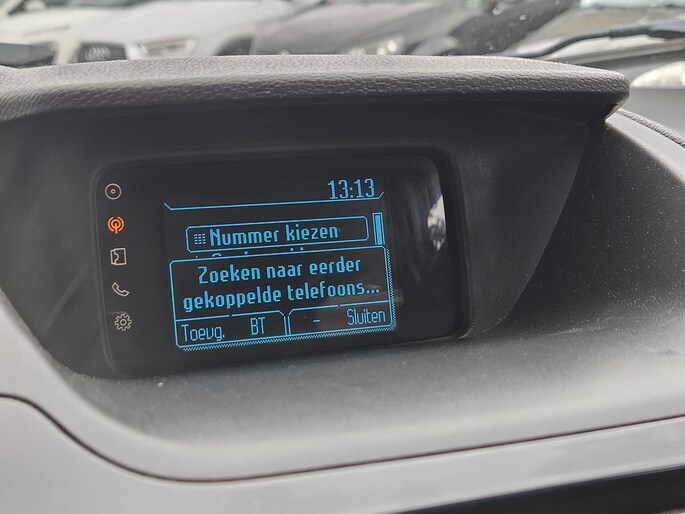 13:13
Nummer kiezen
Zoeken naar eerder
gekoppelde telefoons...
Toevg. BT - Sluiten